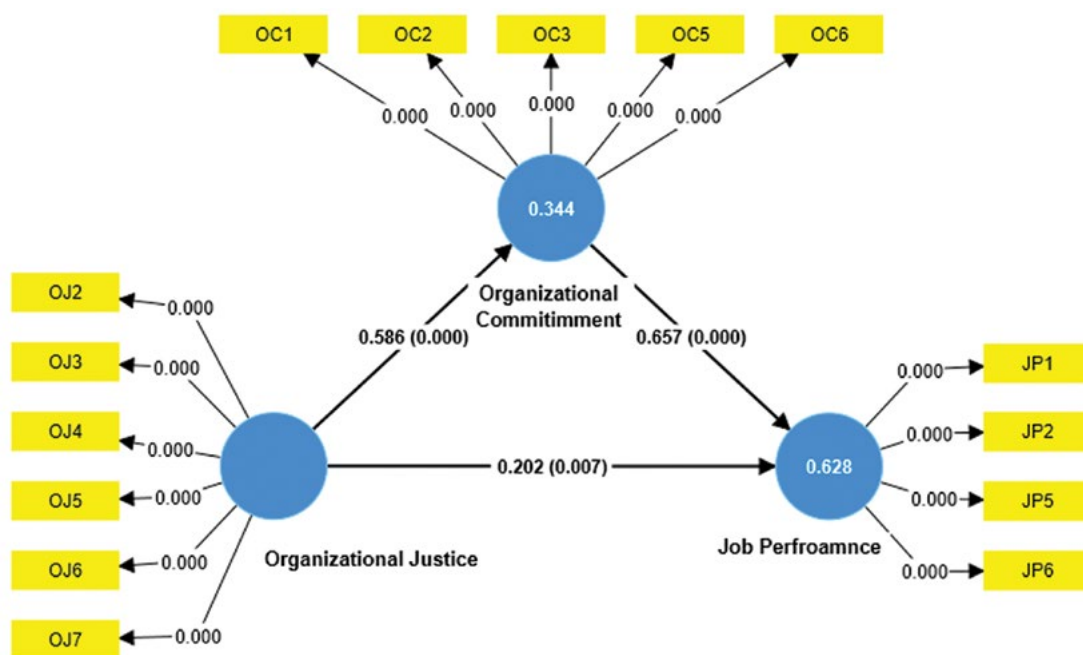 OC1
OC2
OC3
OC5
OC6
0.000
0.000
0.000
0.000
0.000
0.344
Organizational
Commitimment
0.586 (0.000)
0.657 (0.000)
OJ2
OJ3
OJ4
OJ5
OJ6
OJ7
0.000
0.000
0.000
0.000
0.000
0.000
Organizational Justice
0.202 (0.007)
0.628
Job Perfroamnce
0.000
0.000
0.000
0.000
JP1
JP2
JP5
JP6